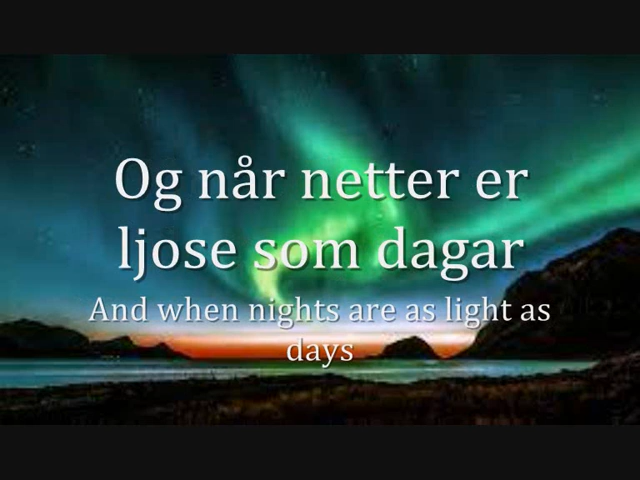 Og når netter er
ljose som dagar
And when nights are as light as
days